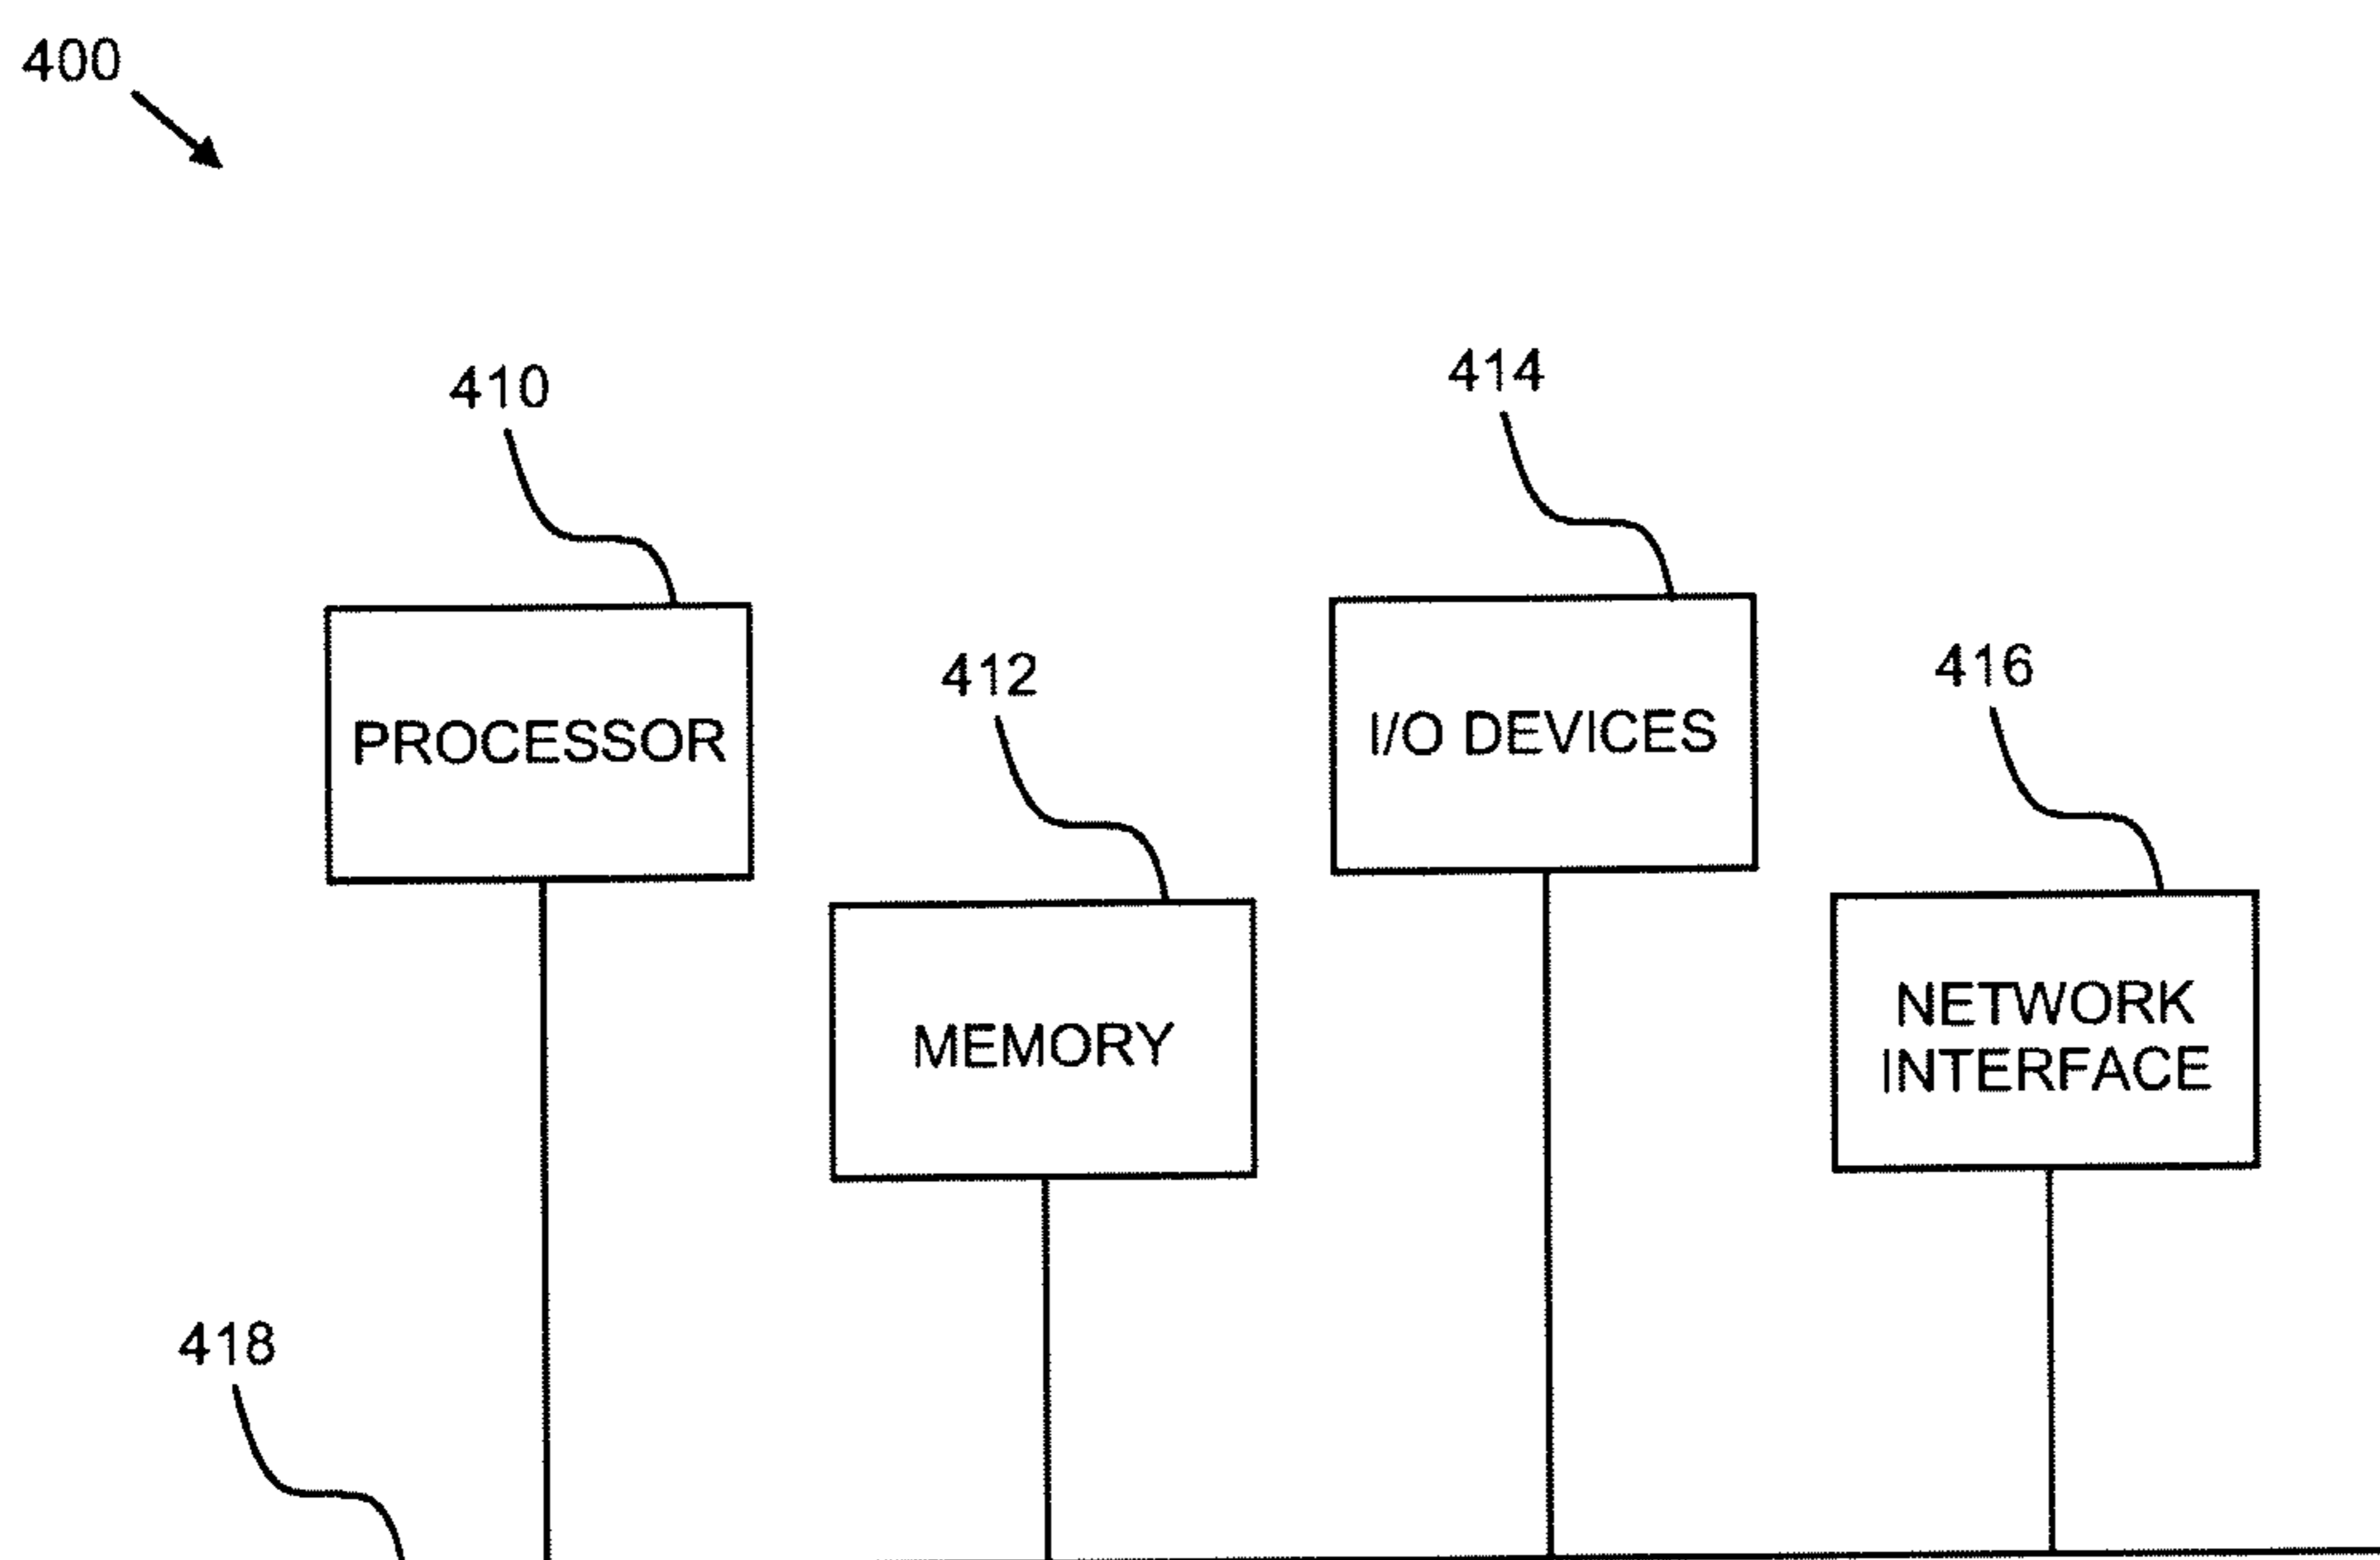 400
410
414
412
416
PROCESSOR
I/O DEVICES
MEMORY
NETWORK
INTERFACE
418